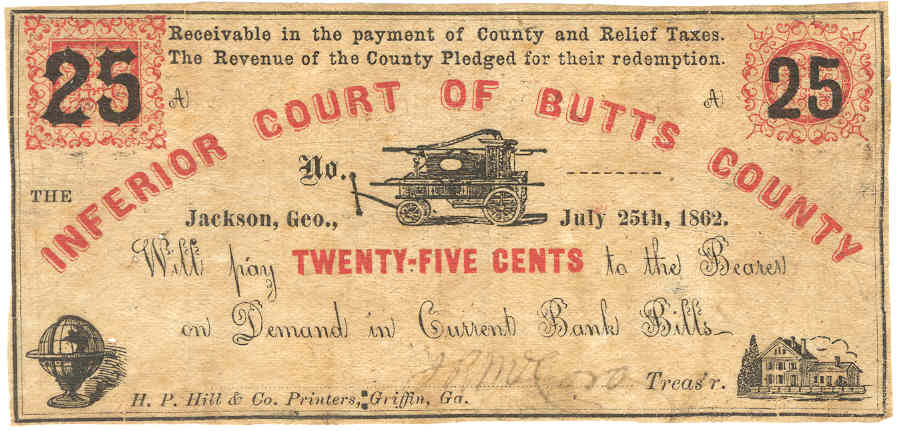 Receivable in the payment of County and Relief Taxes.
The Revenue of the County Pledged for their redemption.
25
25
A
A
THE
INFERIOR COURT OF BUTTS COUNTY
No.
Jackson, Geo., July 25th, 1862.
Will pay TWENTY-FIVE CENTS to the Bearer
on Demand in Current Bank Bills
Treas'r.
H. P. Hill & Co. Printers, Griffin, Ga.